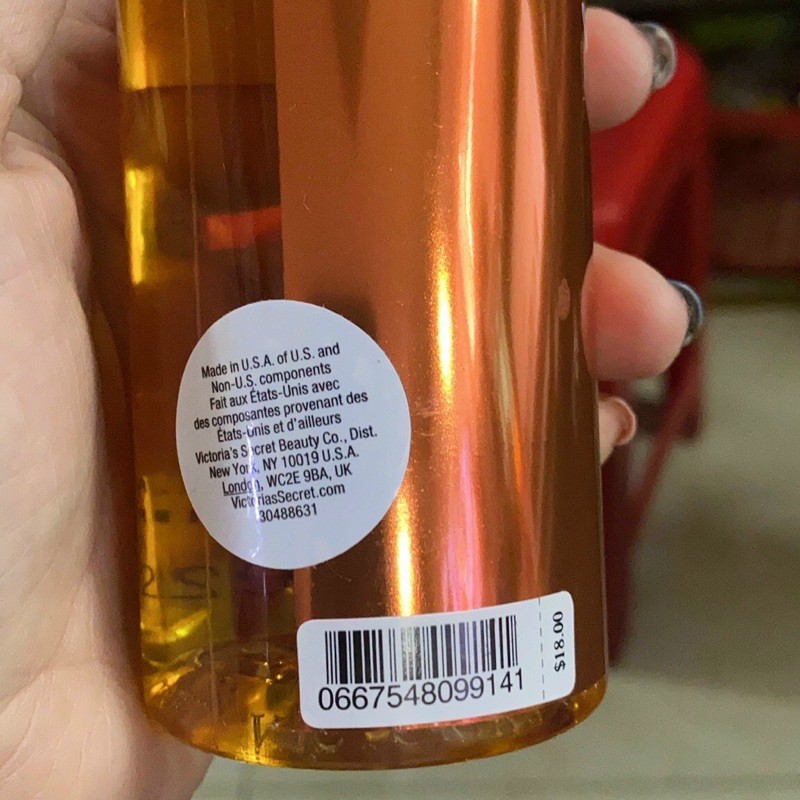 Made in U.S.A. of U.S. and
Non-U.S. components
Fait aux États-Unis avec
des composantes provenant des
États-Unis et d'ailleurs
Victoria's Secret Beauty Co., Dist.
New York, NY 10019 U.S.A.
London, WC2E 9BA, UK
VictoriasSecret.com
30488631
0667548099141
$18.00